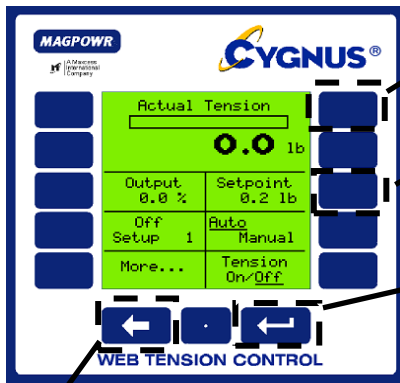 MAGPOWR
A Maxcess
International
Company
CYGNUS®
Actual Tension
0.0 lb
Output
0.0 %
Setpoint
0.2 lb
Off
Setup 1
Auto
Manual
More...
Tension
On/Off
WEB TENSION CONTROL